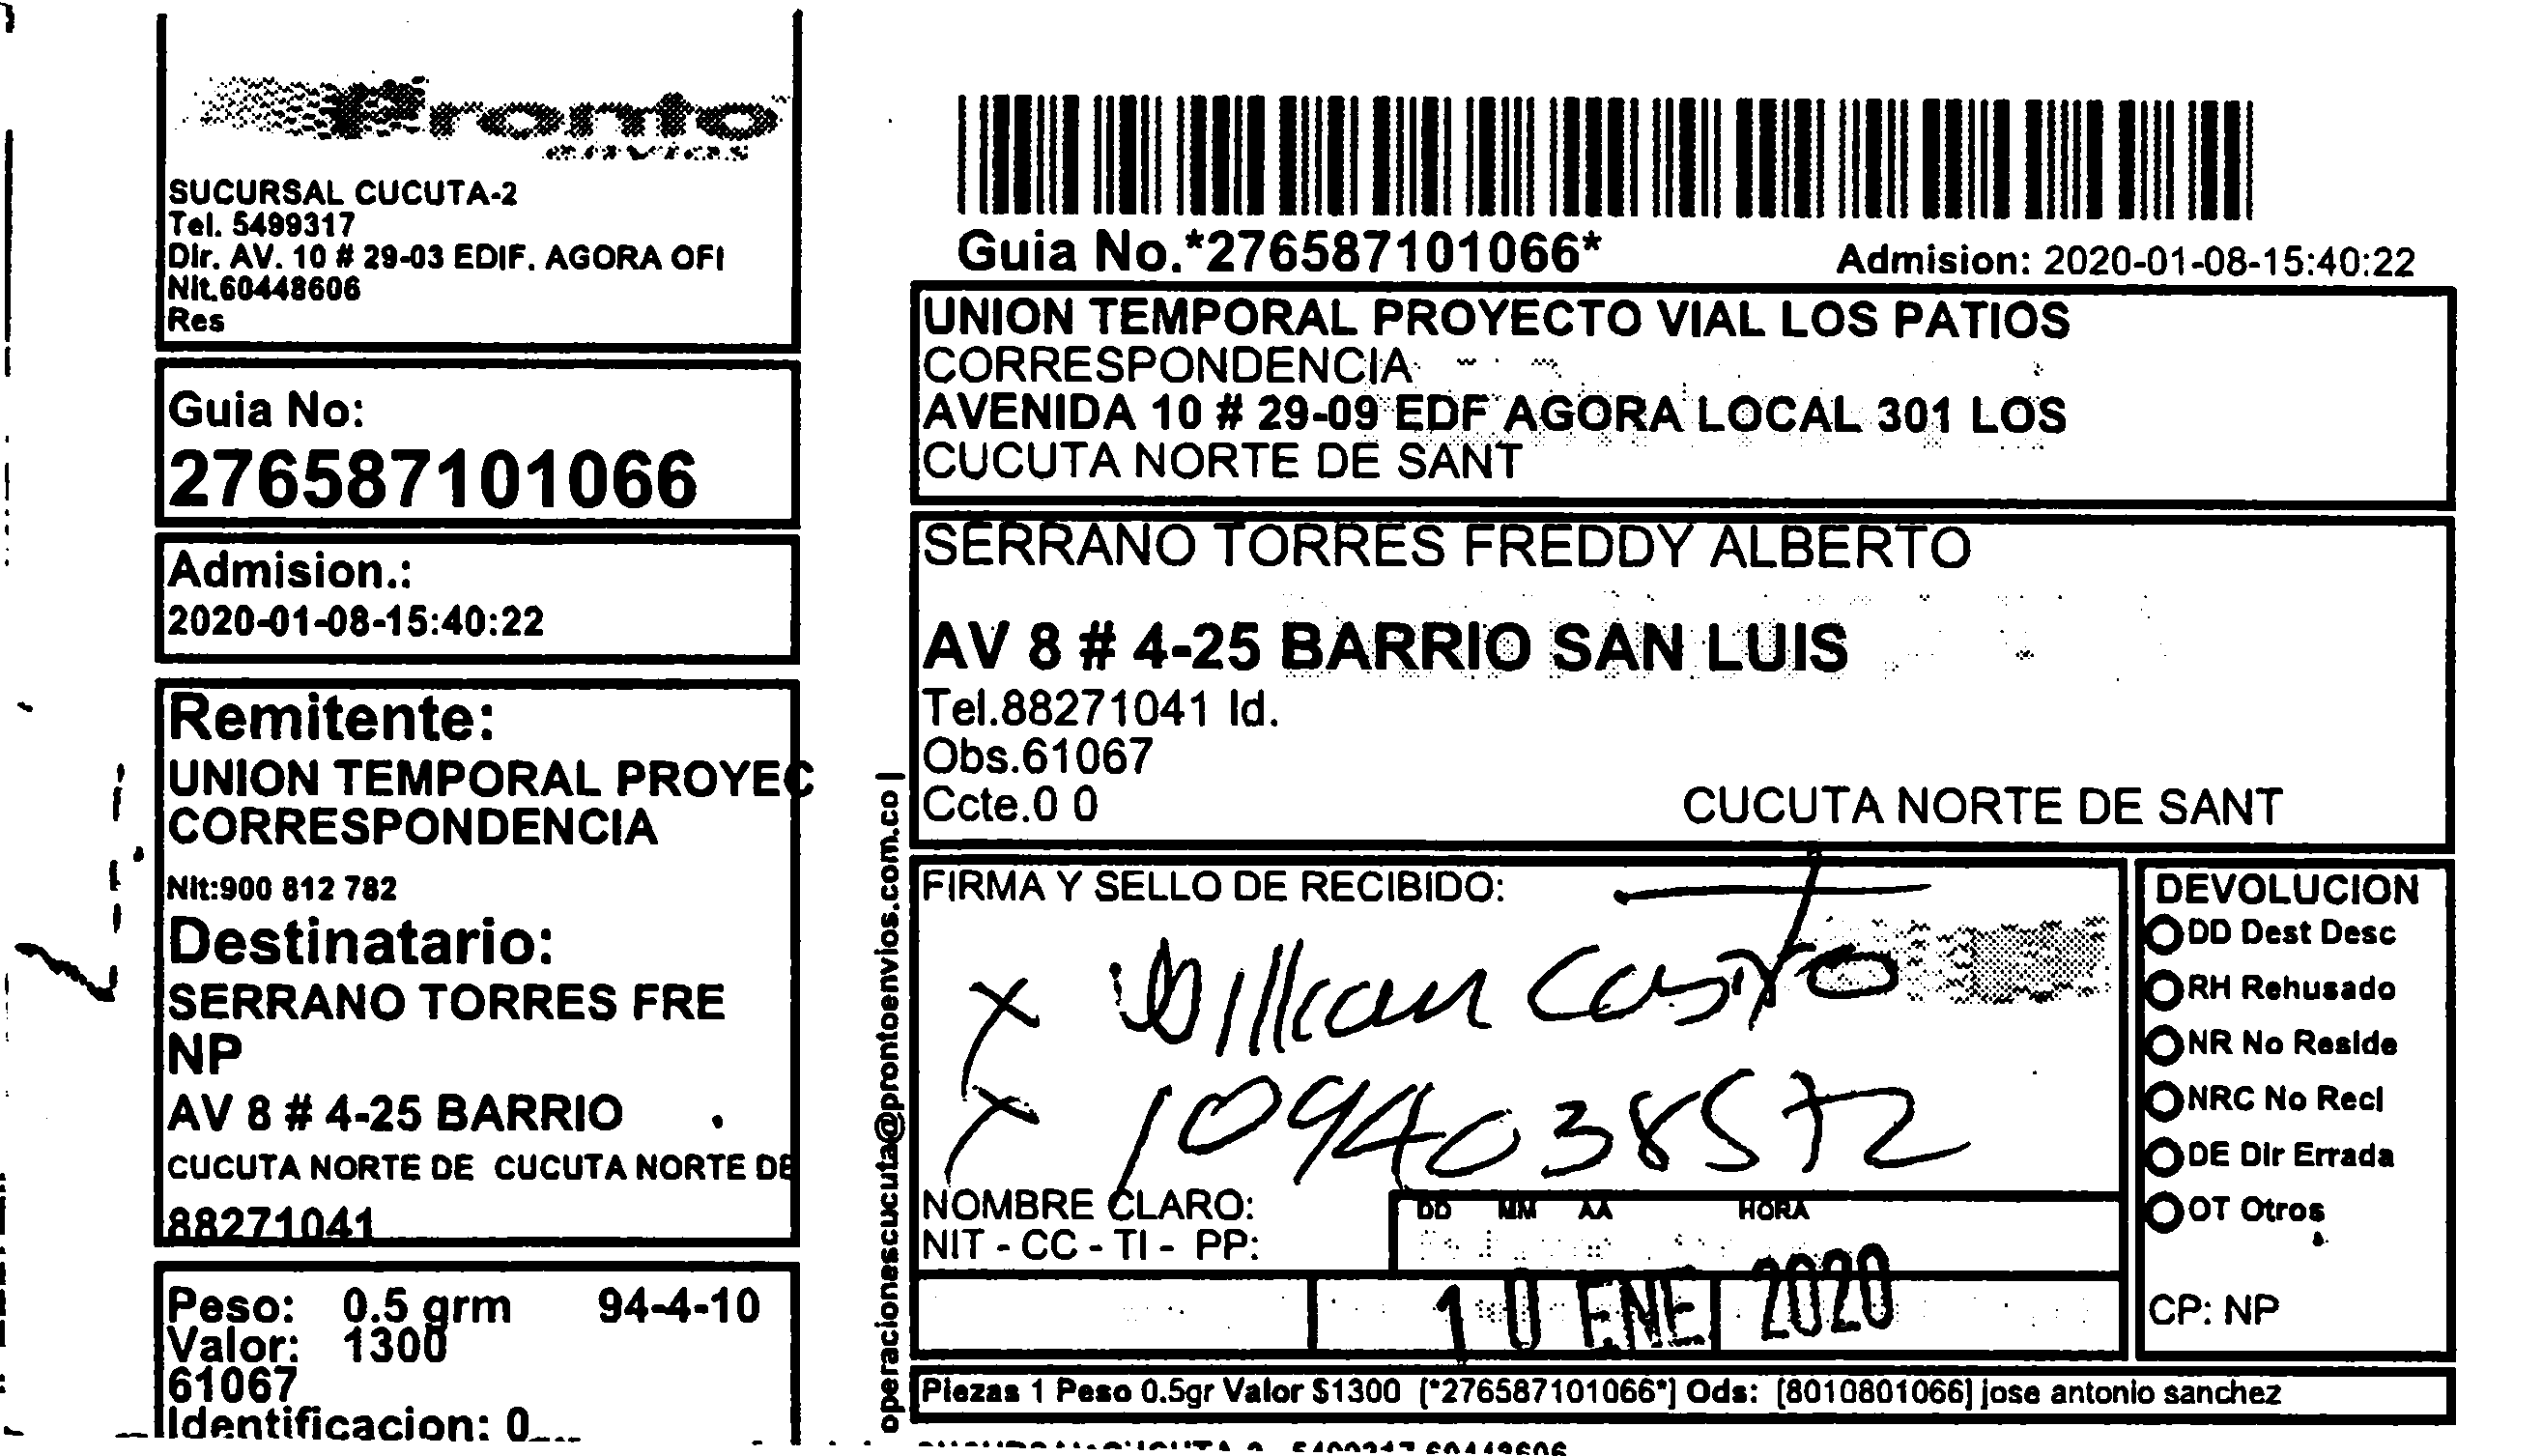 Pronto
envios
SUCURSAL CUCUTA-2
Tel. 5499317
Dir. AV. 10 # 29-03 EDIF. AGORA OFI
Nit.60448606
Res
Guia No:
276587101066
Admision.:
2020-01-08-15:40:22
Remitente:
UNION TEMPORAL PROYEC
CORRESPONDENCIA
Nit:900 812 782
Destinatario:
SERRANO TORRES FRE
NP
AV 8 # 4-25 BARRIO
CUCUTA NORTE DE CUCUTA NORTE DE
88271041
Peso: 0.5 grm 94-4-10
Valor: 1300
61067
Identificacion: 0
operacionescucuta@prontoenvios.com.co |
Guia No.*276587101066* Admision: 2020-01-08-15:40:22
UNION TEMPORAL PROYECTO VIAL LOS PATIOS
CORRESPONDENCIA
AVENIDA 10 # 29-09 EDF AGORA LOCAL 301 LOS
CUCUTA NORTE DE SANT
SERRANO TORRES FREDDY ALBERTO
AV 8 # 4-25 BARRIO SAN LUIS
Tel.88271041 Id.
Obs.61067
Ccte.0 0 CUCUTA NORTE DE SANT
FIRMA Y SELLO DE RECIBIDO:
x Willian Castro
x 1094038572
NOMBRE CLARO:
NIT - CC - TI - PP:
DD MM AA HORA
10 ENE 2020
DEVOLUCION
DD Dest Desc
RH Rehusado
NR No Reside
NRC No Recl
DE Dir Errada
OT Otros
CP: NP
Piezas 1 Peso 0.5gr Valor $1300 [*276587101066*] Ods: [8010801066] jose antonio sanchez